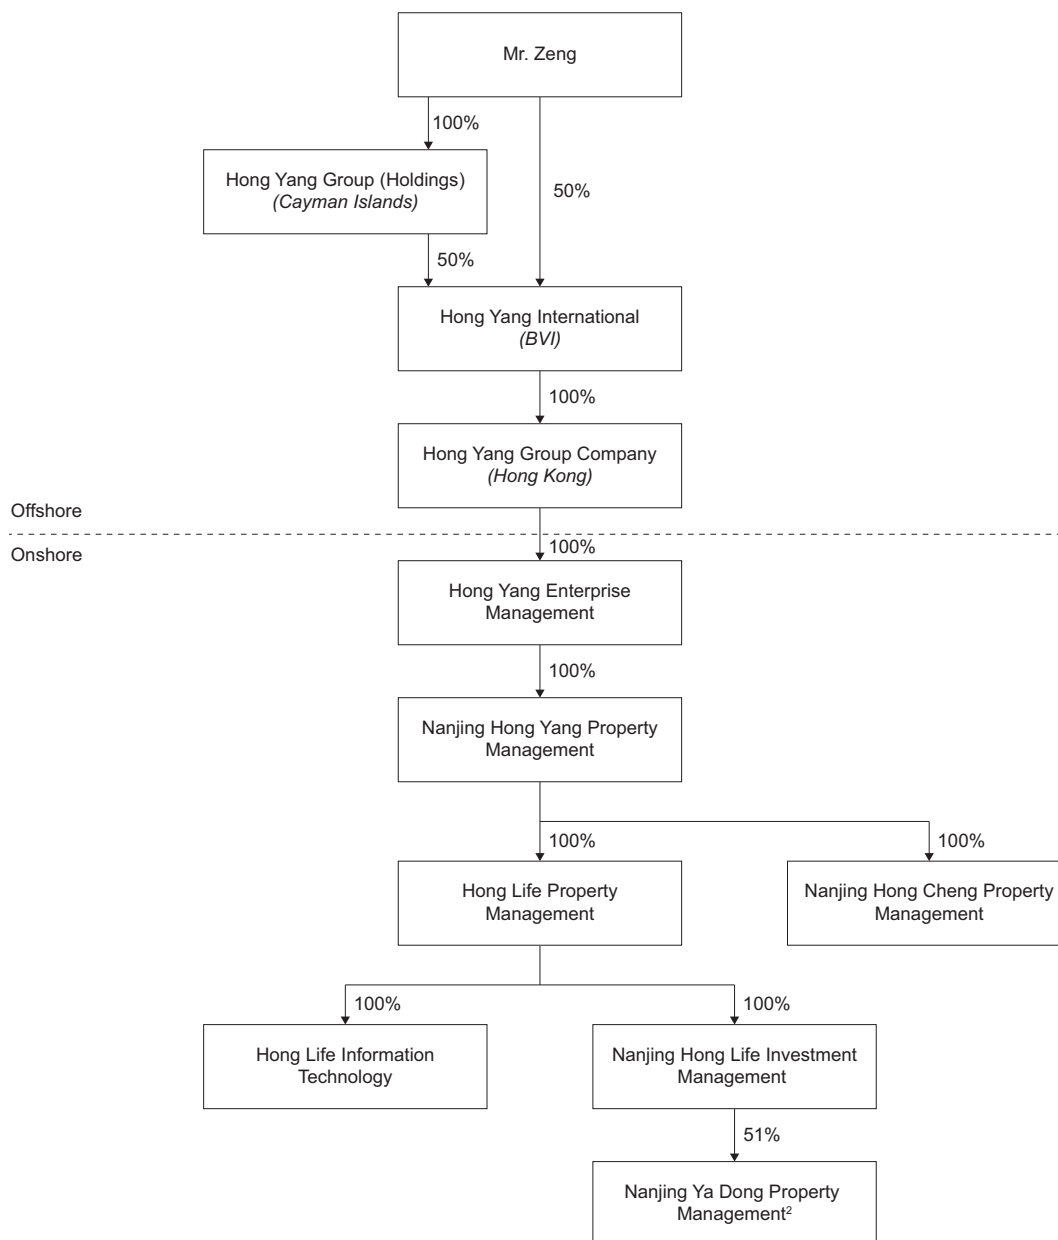 Mr. Zeng
100%
Hong Yang Group (Holdings)
(Cayman Islands)
50%
50%
Hong Yang International
(BVI)
100%
Hong Yang Group Company
(Hong Kong)
Offshore
Onshore
100%
Hong Yang Enterprise
Management
100%
Nanjing Hong Yang Property
Management
100%
100%
Hong Life Property
Management
Nanjing Hong Cheng Property
Management
100%
100%
Hong Life Information
Technology
Nanjing Hong Life Investment
Management
51%
Nanjing Ya Dong Property
Management²